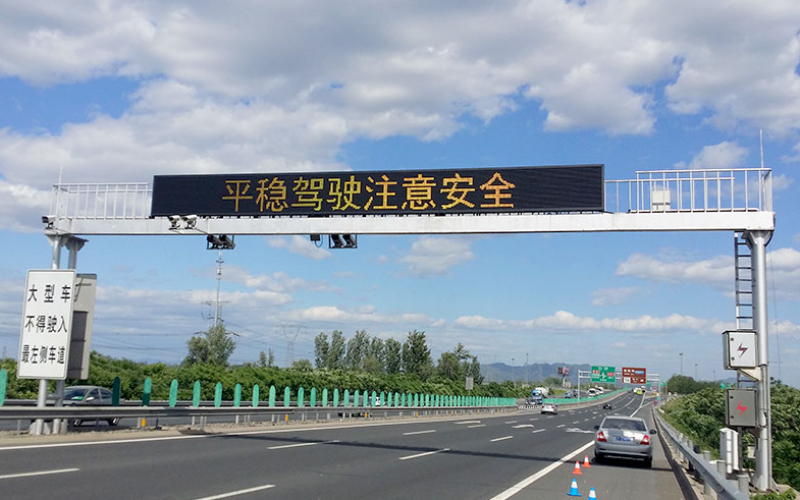 平稳驾驶注意安全
大型车
不得驶入
最左侧车道